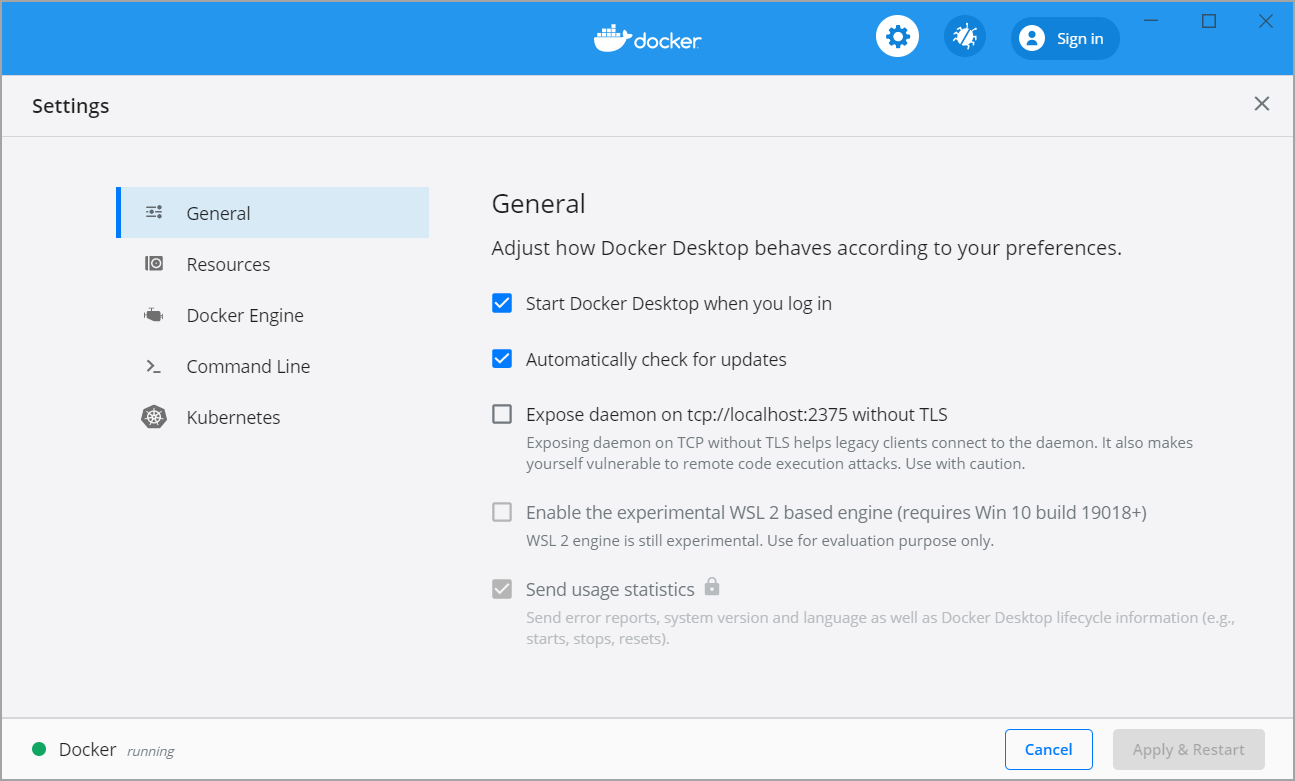 docker
Sign in
Settings
General
Resources
Docker Engine
Command Line
Kubernetes
General
Adjust how Docker Desktop behaves according to your preferences.
Start Docker Desktop when you log in
Automatically check for updates
Expose daemon on tcp://localhost:2375 without TLS
Exposing daemon on TCP without TLS helps legacy clients connect to the daemon. It also makes
yourself vulnerable to remote code execution attacks. Use with caution.
Enable the experimental WSL 2 based engine (requires Win 10 build 19018+)
WSL 2 engine is still experimental. Use for evaluation purpose only.
Send usage statistics
Send error reports, system version and language as well as Docker Desktop lifecycle information (e.g.,
starts, stops, resets).
Docker running
Cancel
Apply & Restart